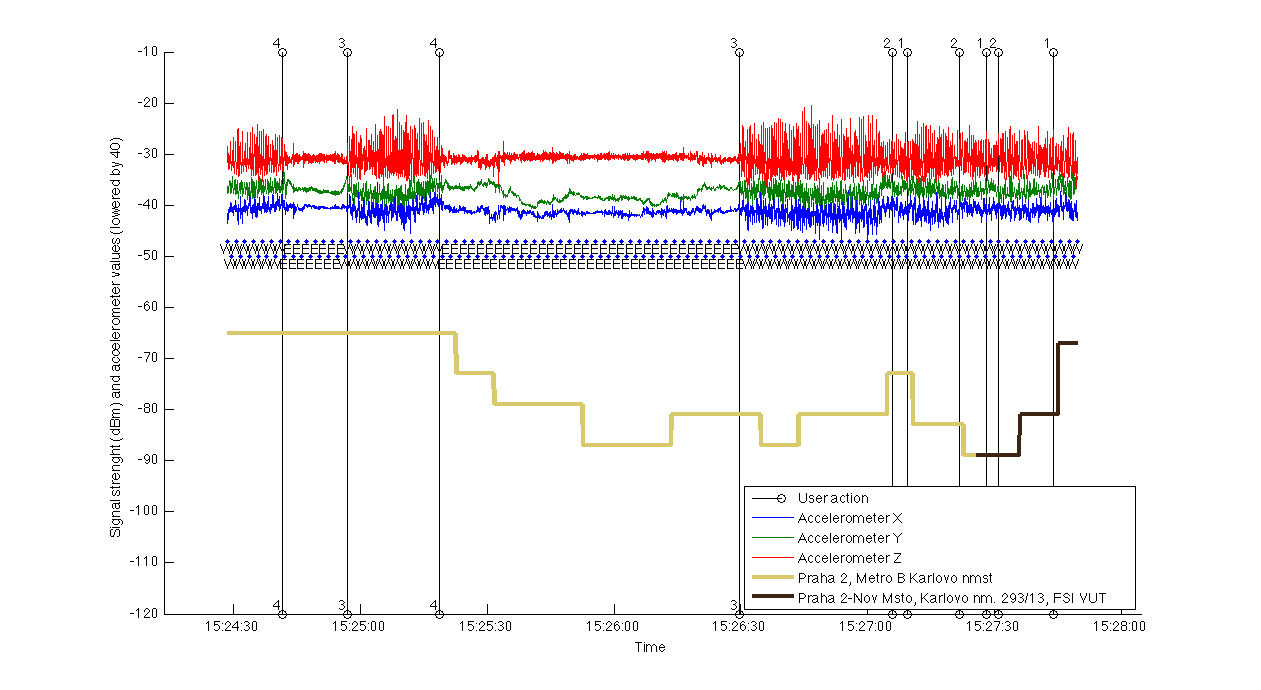 4 3 4 3 2 1 2 1 2 1
-10
-20
-30
-40
-50
-60
-70
-80
-90
-100
-110
-120
Signal strenght (dBm) and accelerometer values (lowered by 40)
User action
Accelerometer X
Accelerometer Y
Accelerometer Z
Praha 2, Metro B Karlovo nmst
Praha 2-Nov Msto, Karlovo nm. 293/13, FSI VUT
4 3 4 3
15:24:30 15:25:00 15:25:30 15:26:00 15:26:30 15:27:00 15:27:30 15:28:00
Time